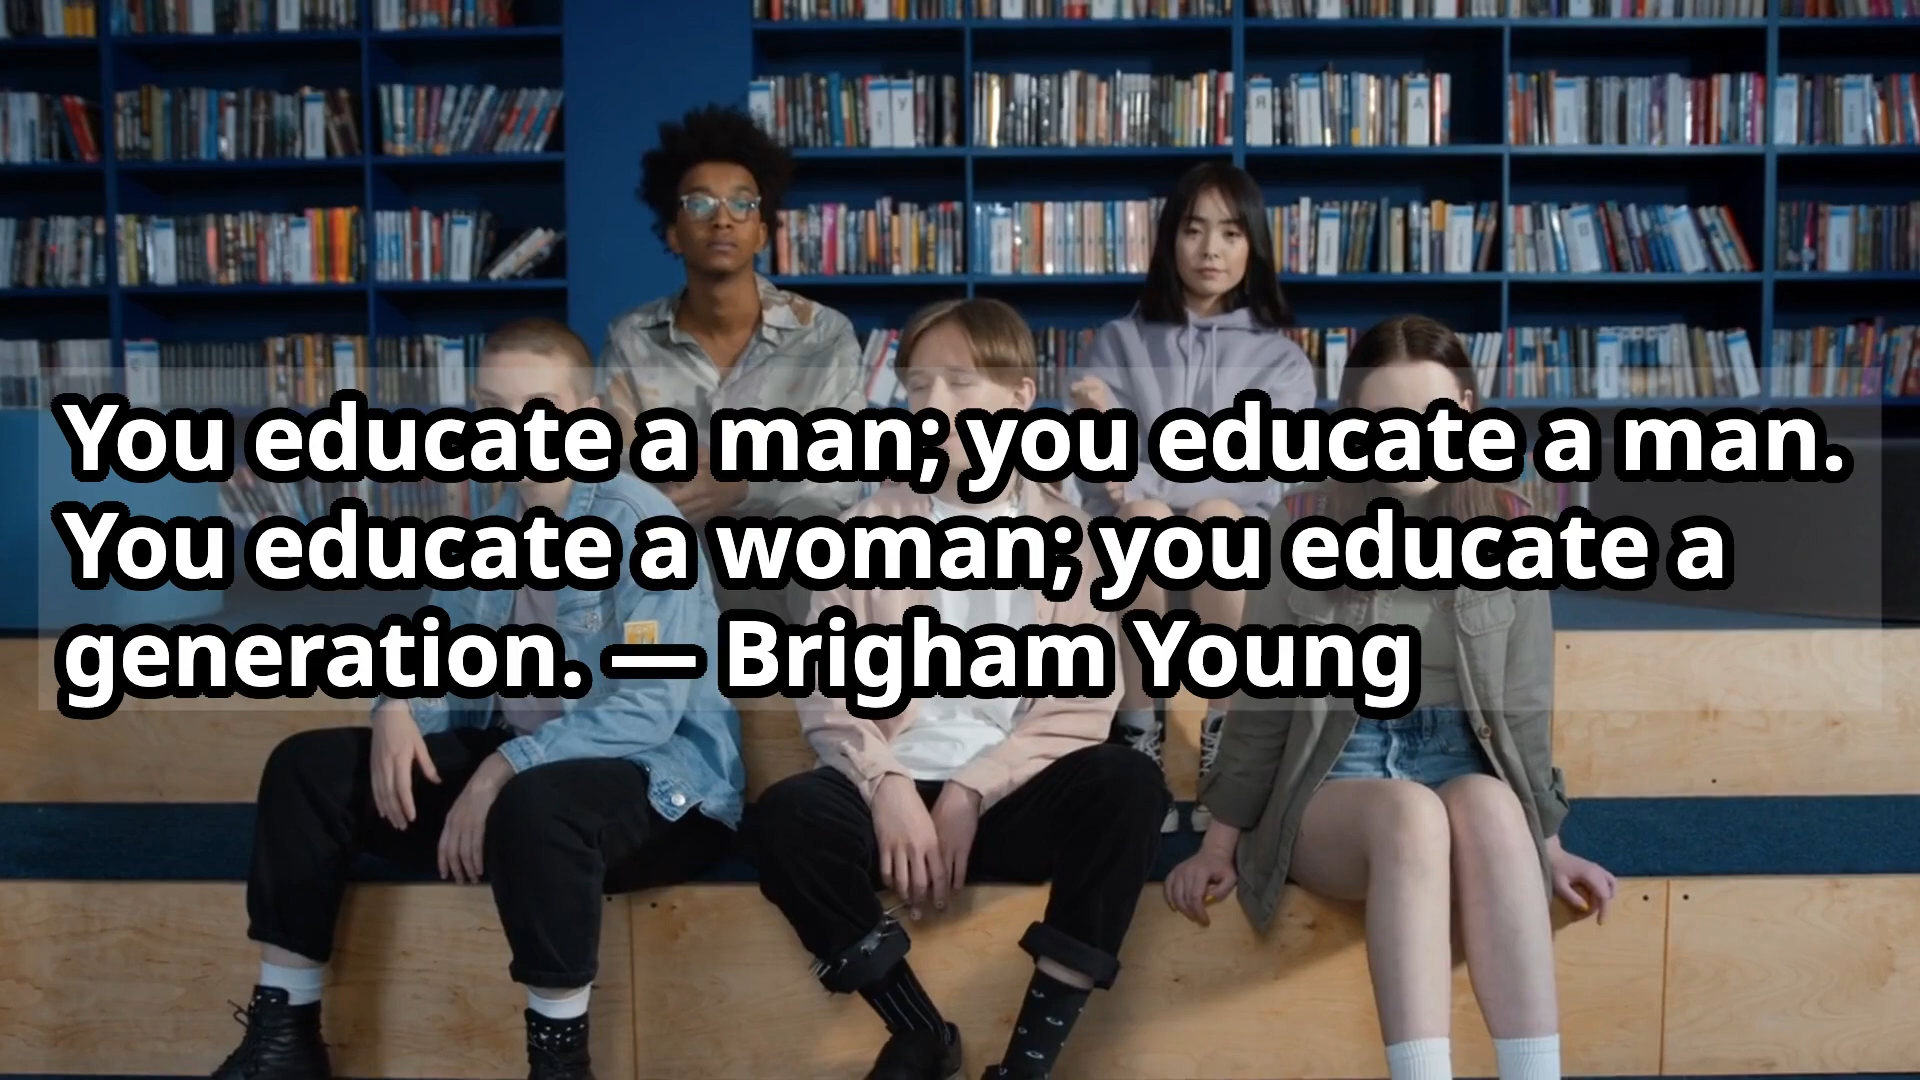 You educate a man; you educate a man.
You educate a woman; you educate a
generation. — Brigham Young